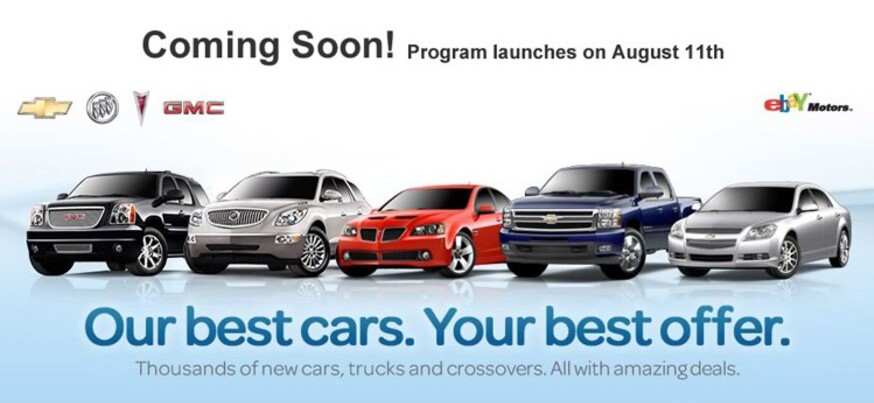 Coming Soon! Program launches on August 11th
GMC
ebaY Motors
GMC
Our best cars. Your best offer.
Thousands of new cars, trucks and crossovers. All with amazing deals.